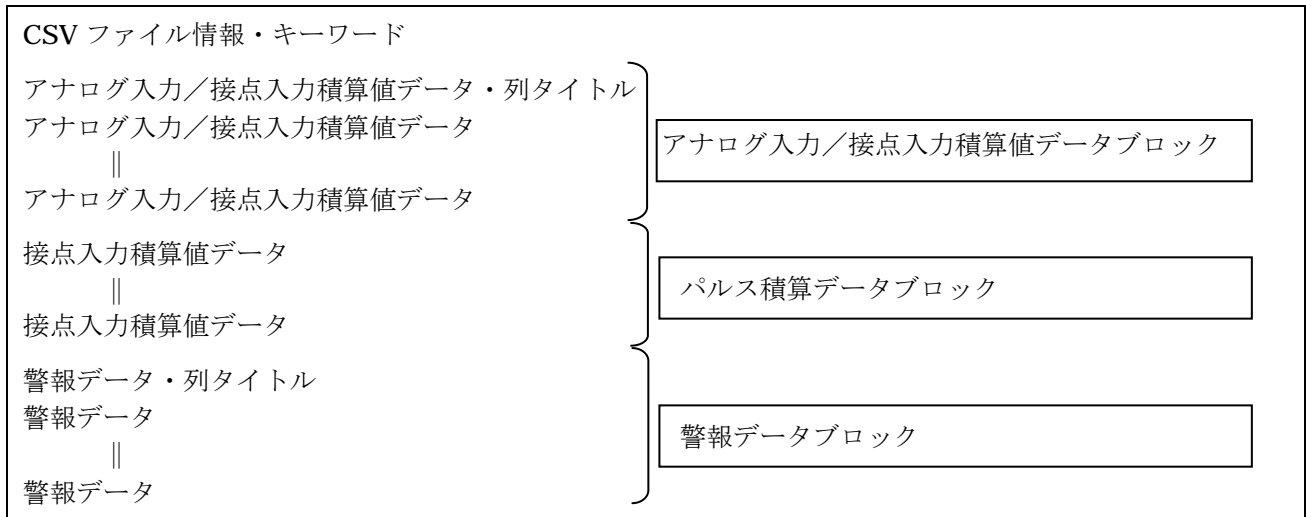 CSV ファイル情報・キーワード
アナログ入力／接点入力積算値データ・列タイトル
アナログ入力／接点入力積算値データ
||
アナログ入力／接点入力積算値データ
アナログ入力／接点入力積算値データブロック
接点入力積算値データ
||
接点入力積算値データ
パルス積算データブロック
警報データ・列タイトル
警報データ
||
警報データ
警報データブロック